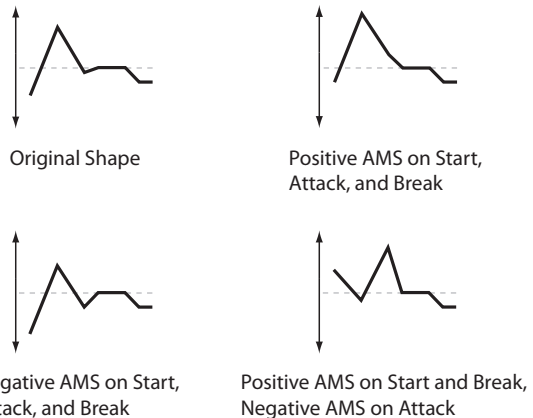 Original Shape
Positive AMS on Start,
Attack, and Break
gative AMS on Start,
tack, and Break
Positive AMS on Start and Break,
Negative AMS on Attack